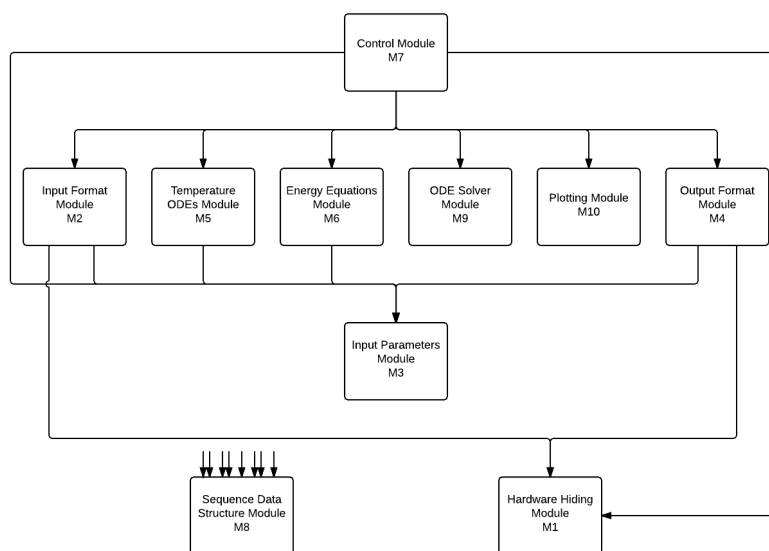 Control Module
M7
Input Format
Module
M2
Temperature
ODEs Module
M5
Energy Equations
Module
M6
ODE Solver
Module
M9
Plotting Module
M10
Output Format
Module
M4
Input Parameters
Module
M3
Sequence Data
Structure Module
M8
Hardware Hiding
Module
M1